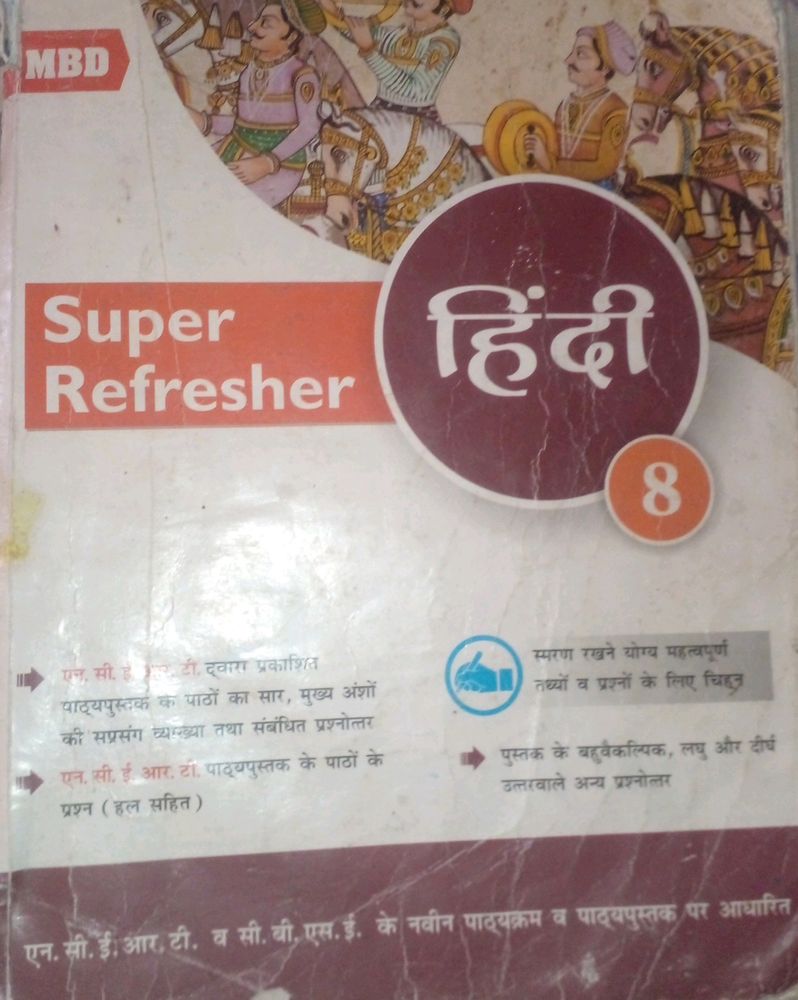 MBD
Super
Refresher
हिंदी
8
एन. सी. ई. आर. टी. द्वारा प्रकाशित
पाठ्यपुस्तक के पाठों का सार, मुख्य अंशों
की सप्रसंग व्याख्या तथा संबंधित प्रश्नोत्तर
एन. सी. ई. आर. टी. पाठ्यपुस्तक के पाठों के
प्रश्न ( हल सहित )
स्मरण रखने योग्य महत्वपूर्ण
तथ्यों व प्रश्नों के लिए चिह्न
पुस्तक के बहुवैकल्पिक, लघु और दीर्घ
उत्तरवाले अन्य प्रश्नोत्तर
एन. सी. ई. आर. टी. व सी. बी. एस. ई. के नवीन पाठ्यक्रम व पाठ्यपुस्तक पर आधारित